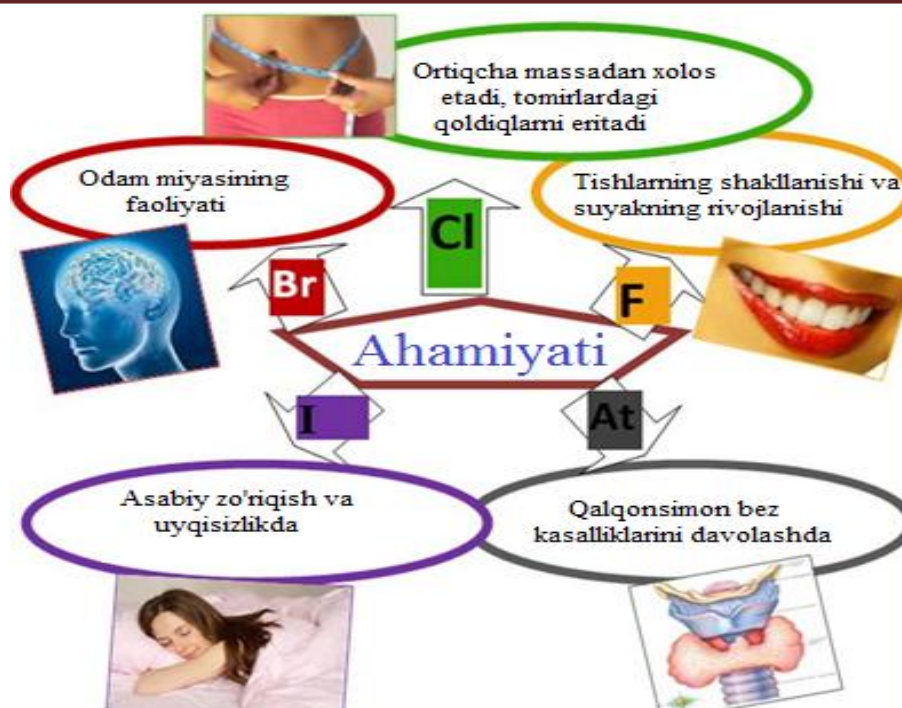 Ortiqcha massadan xolos
etadi, tomirlardagi
qoldiqlarni eritadi
Odam miyasining
faoliyati
Tishlarning shakllanishi va
suyakning rivojlanishi
Cl
Br
F
Ahamiyati
I
At
Asabiy zo'riqish va
uyqisizlikda
Qalqonsimon bez
kasalliklarini davolashda